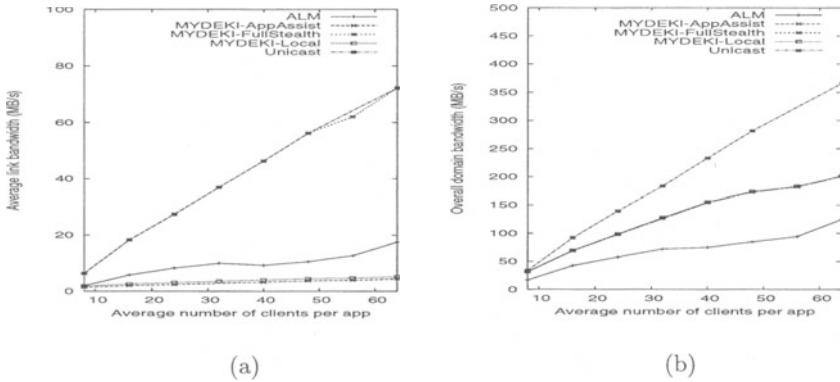 100
80
60
40
20
0
10 20 30 40 50 60
Average link bandwidth (MB/s)
Average number of clients per app
ALM
MYDEKI-AppAssist
MYDEKI-FullStealth
MYDEKI-Local
Unicast
(a)
500
450
400
350
300
250
200
150
100
50
0
10 20 30 40 50 60
Overall domain bandwidth (MB/s)
Average number of clients per app
ALM
MYDEKI-AppAssist
MYDEKI-FullStealth
MYDEKI-Local
Unicast
(b)